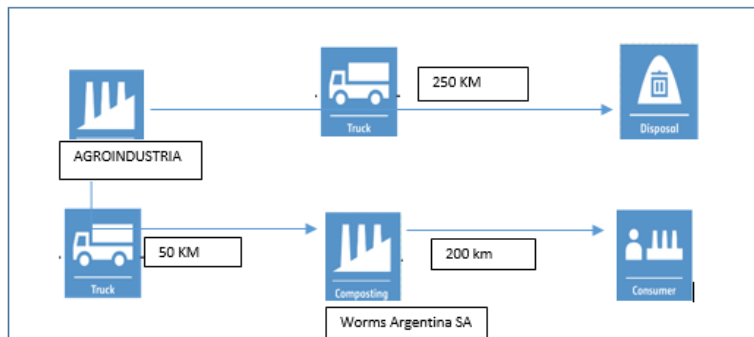 250 KM
Truck
Disposal
AGROINDUSTRIA
50 KM
200 km
Truck
Composting
Consumer
Worms Argentina SA